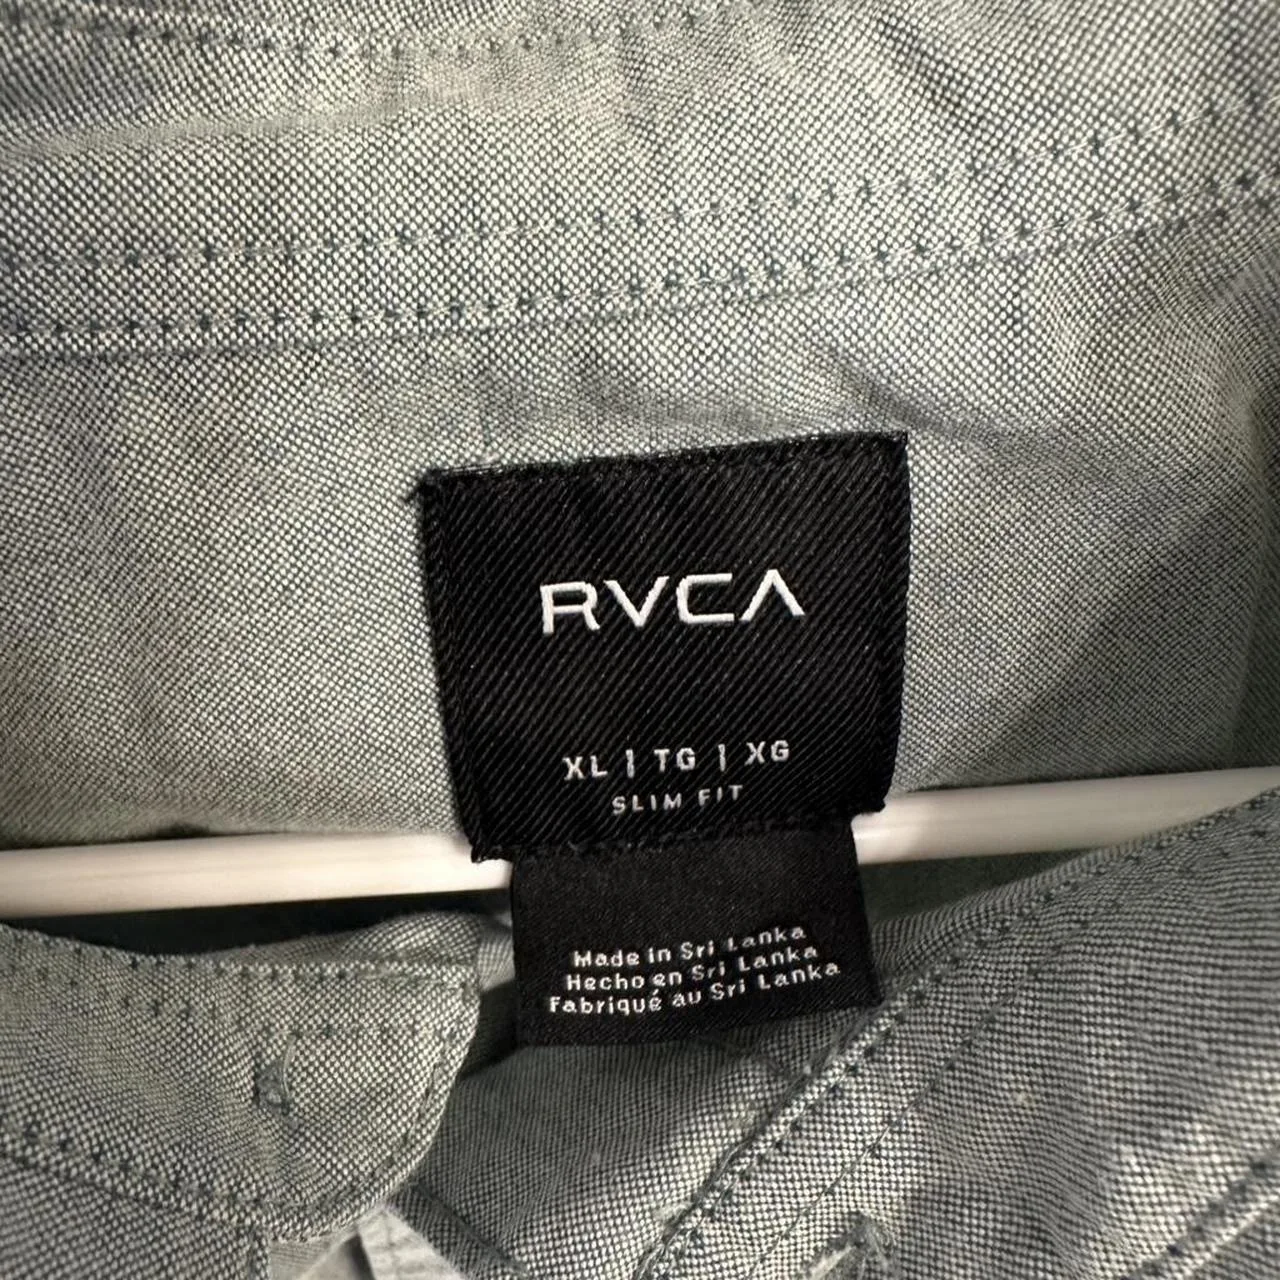 RVCA
XL | TG | XG
SLIM FIT
Made in Sri Lanka
Hecho en Sri Lanka
Fabriqué au Sri Lanka